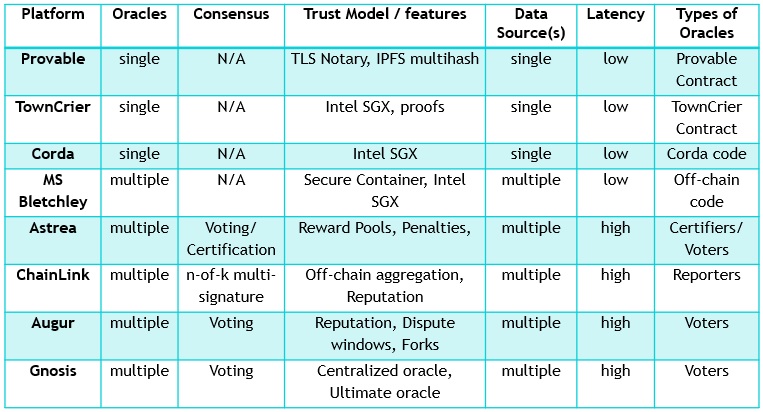 Platform Oracles Consensus Trust Model / features Data Latency Types of
Source(s) Oracles
Provable single N/A TLS Notary, IPFS multihash single low Provable
Contract
TownCrier single N/A Intel SGX, proofs single low TownCrier
Contract
Corda single N/A Intel SGX single low Corda code
MS multiple N/A Secure Container, Intel multiple low Off-chain
Bletchley SGX code
Astrea multiple Voting/ Reward Pools, Penalties, multiple high Certifiers/
Certification Voters
ChainLink multiple n-of-k multi- Off-chain aggregation, multiple high Reporters
signature Reputation
Augur multiple Voting Reputation, Dispute multiple high Voters
windows, Forks
Gnosis multiple Voting Centralized oracle, multiple high Voters
Ultimate oracle